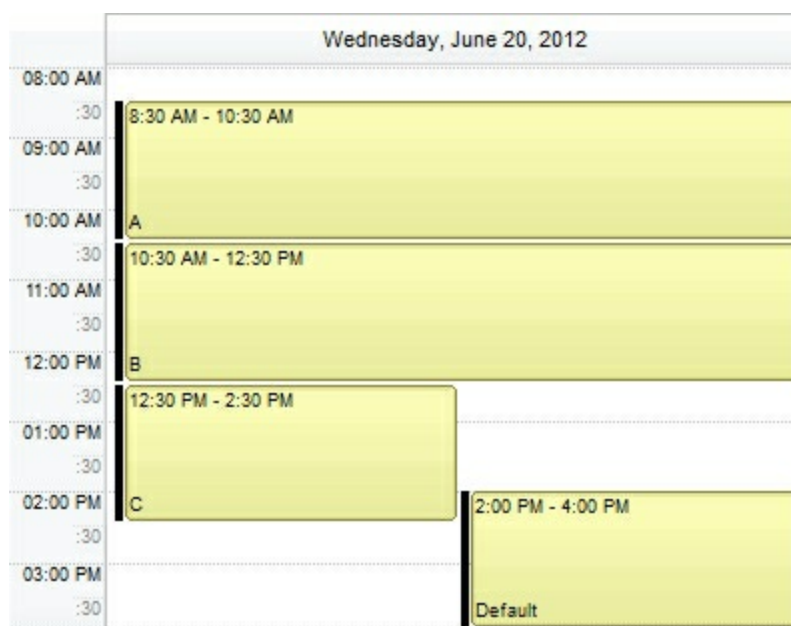 Wednesday, June 20, 2012
08:00 AM
:30
8:30 AM - 10:30 AM
09:00 AM
:30
10:00 AM
A
:30
10:30 AM - 12:30 PM
11:00 AM
:30
12:00 PM
B
:30
12:30 PM - 2:30 PM
01:00 PM
:30
02:00 PM
C
2:00 PM - 4:00 PM
:30
03:00 PM
:30
Default